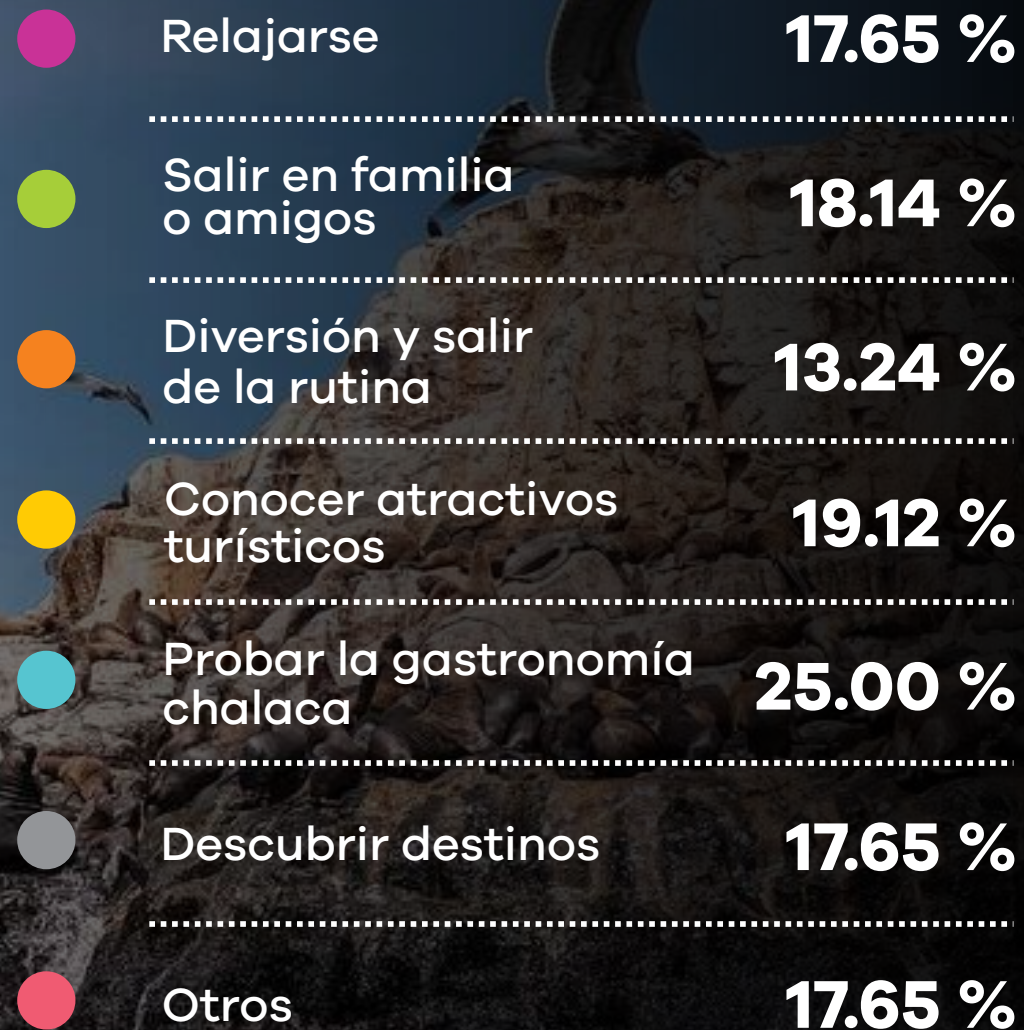 Relajarse 17.65 %
Salir en familia
o amigos 18.14 %
Diversión y salir
de la rutina 13.24 %
Conocer atractivos
turísticos 19.12 %
Probar la gastronomía
chalaca 25.00 %
Descubrir destinos 17.65 %
Otros 17.65 %